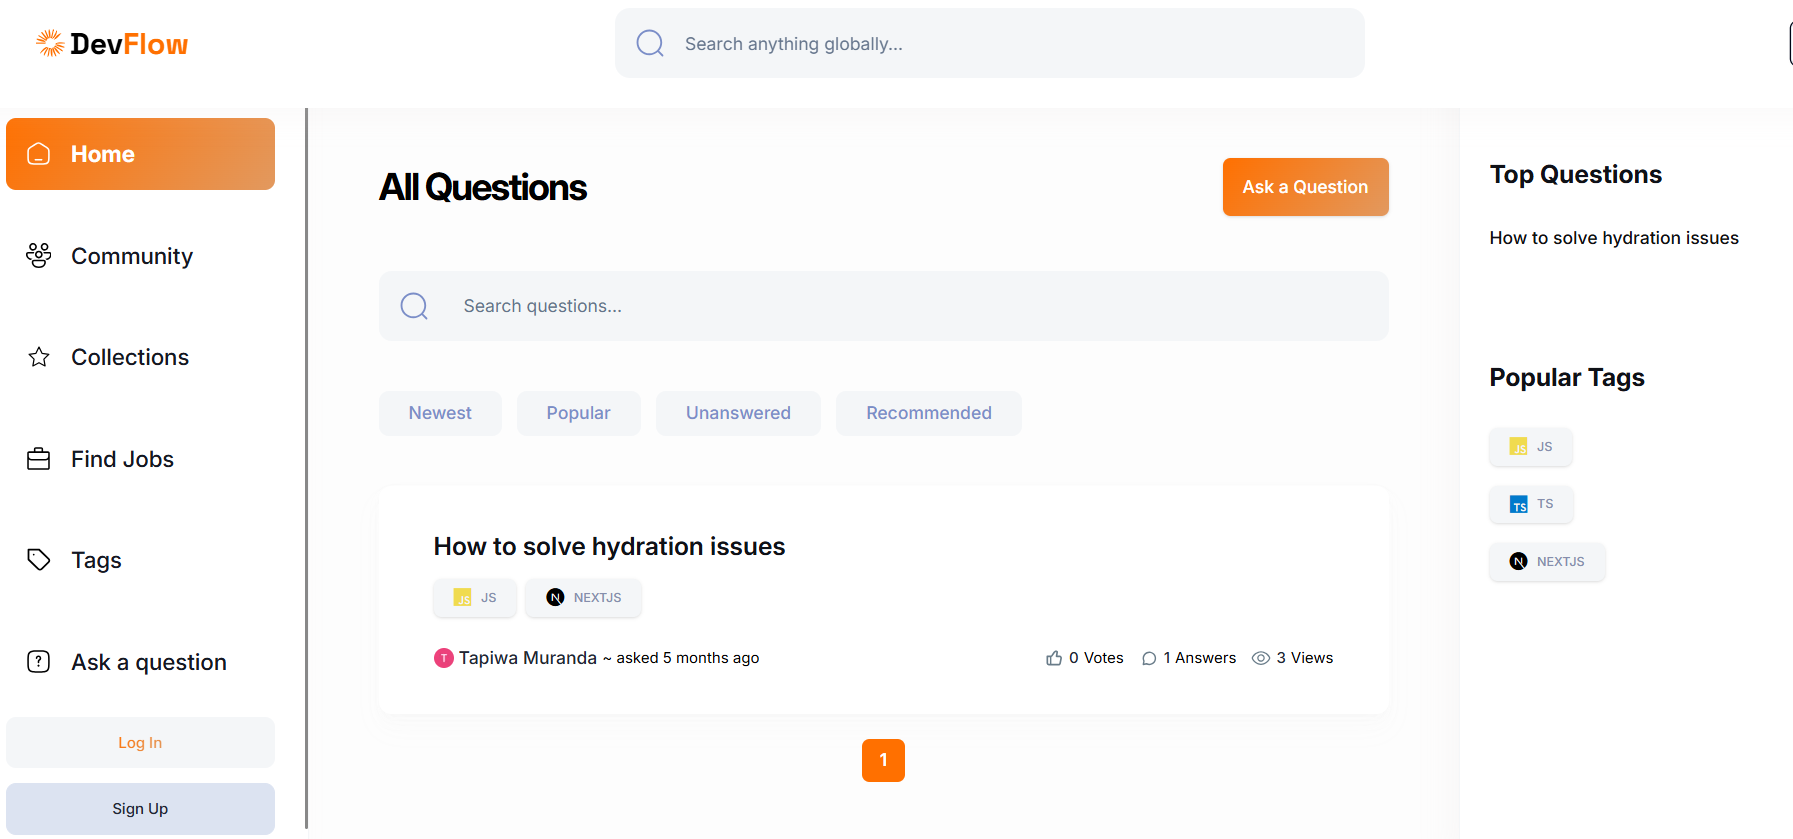 DevFlow
Search anything globally...
Home
Community
Collections
Find Jobs
Tags
Ask a question
Log In
Sign Up
All Questions
Ask a Question
Search questions...
Newest Popular Unanswered Recommended
How to solve hydration issues
JS JS N NEXTJS
T Tapiwa Muranda ~ asked 5 months ago 0 Votes 1 Answers 3 Views
1
Top Questions
How to solve hydration issues
Popular Tags
JS JS
TS TS
N NEXTJS